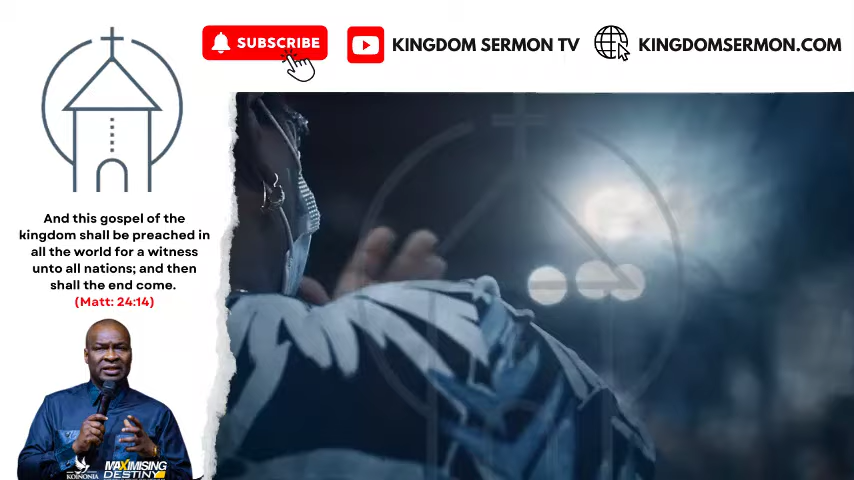 SUBSCRIBE
KINGDOM SERMON TV
KINGDOMSERMON.COM
And this gospel of the
kingdom shall be preached in
all the world for a witness
unto all nations; and then
shall the end come.
(Matt: 24:14)
KOINONIA
MAXIMISING
DESTINY